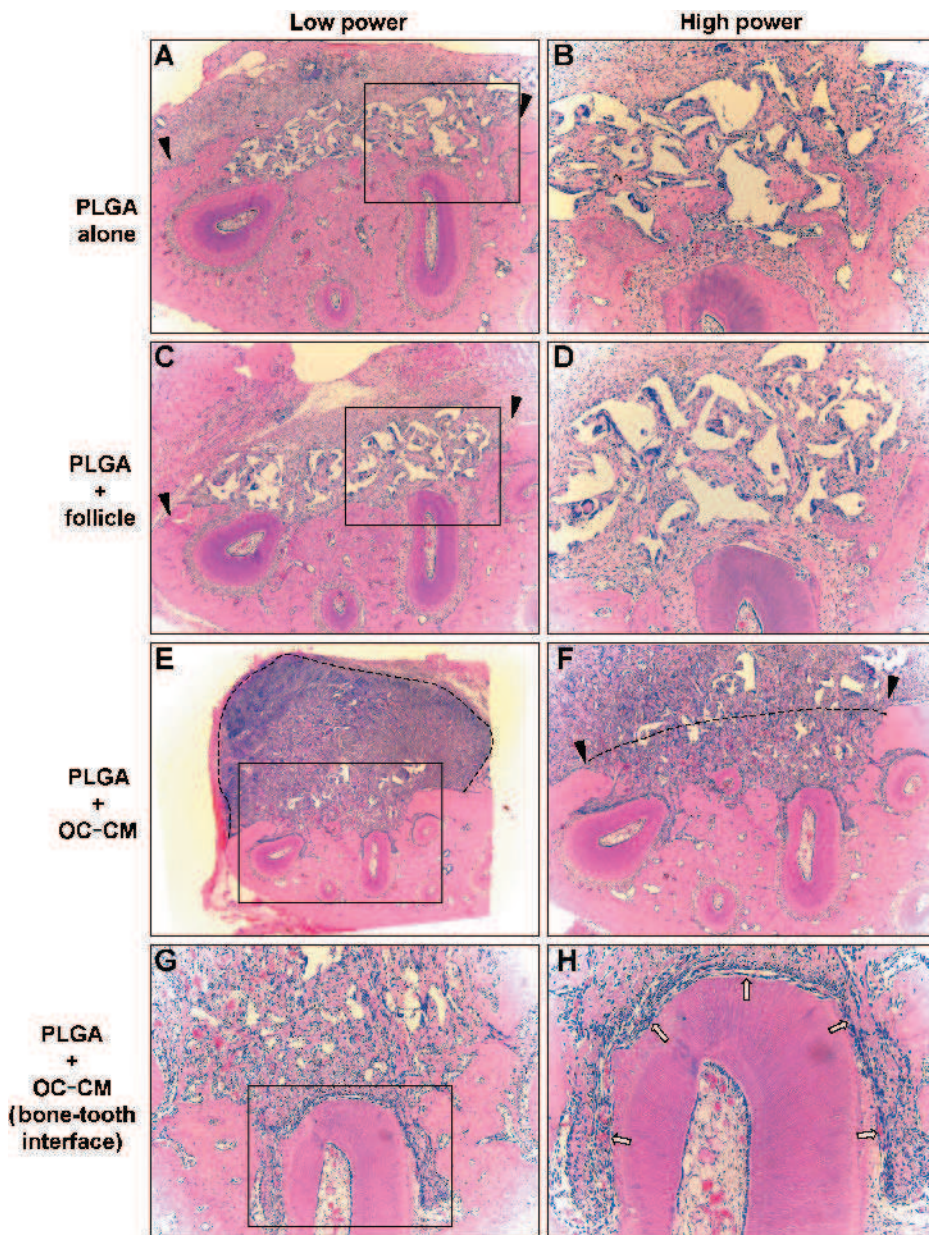 Low power
High power
A
B
PLGA
alone
C
D
PLGA
+
follicle
E
F
PLGA
+
OC-CM
G
H
PLGA
+
OC-CM
(bone-tooth
interface)